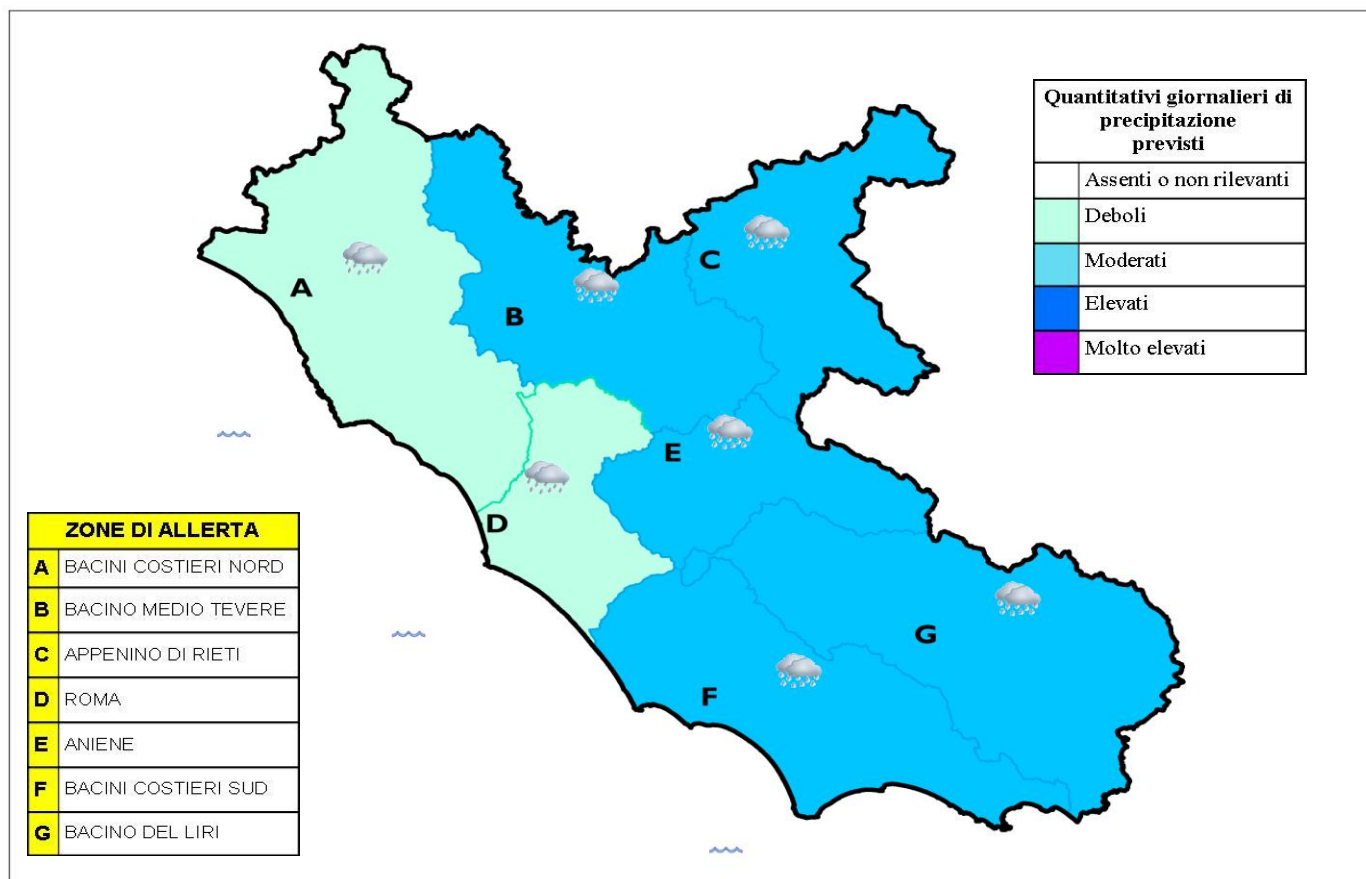 Quantitativi giornalieri di
precipitazione
previsti
Assenti o non rilevanti
Deboli
Moderati
Elevati
Molto elevati
A
B
C
D
E
F
G
ZONE DI ALLERTA
A BACINI COSTIERI NORD
B BACINO MEDIO TEVERE
C APPENINO DI RIETI
D ROMA
E ANIENE
F BACINI COSTIERI SUD
G BACINO DEL LIRI